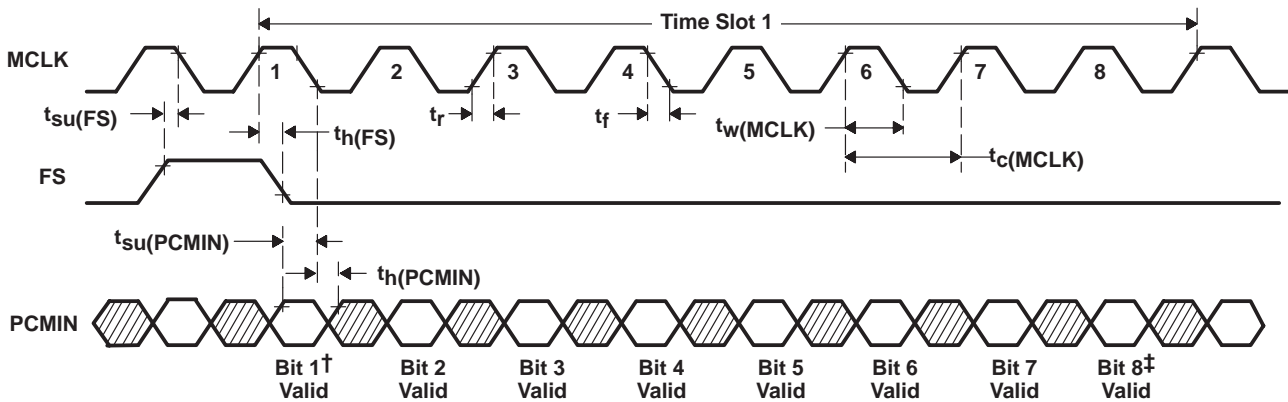 Time Slot 1
MCLK
1 2 3 4 5 6 7 8
tsu(FS)
th(FS)
tr
tf
tw(MCLK)
tc(MCLK)
FS
tsu(PCMIN)
th(PCMIN)
PCMIN
Bit 1† Bit 2 Bit 3 Bit 4 Bit 5 Bit 6 Bit 7 Bit 8‡
Valid Valid Valid Valid Valid Valid Valid Valid